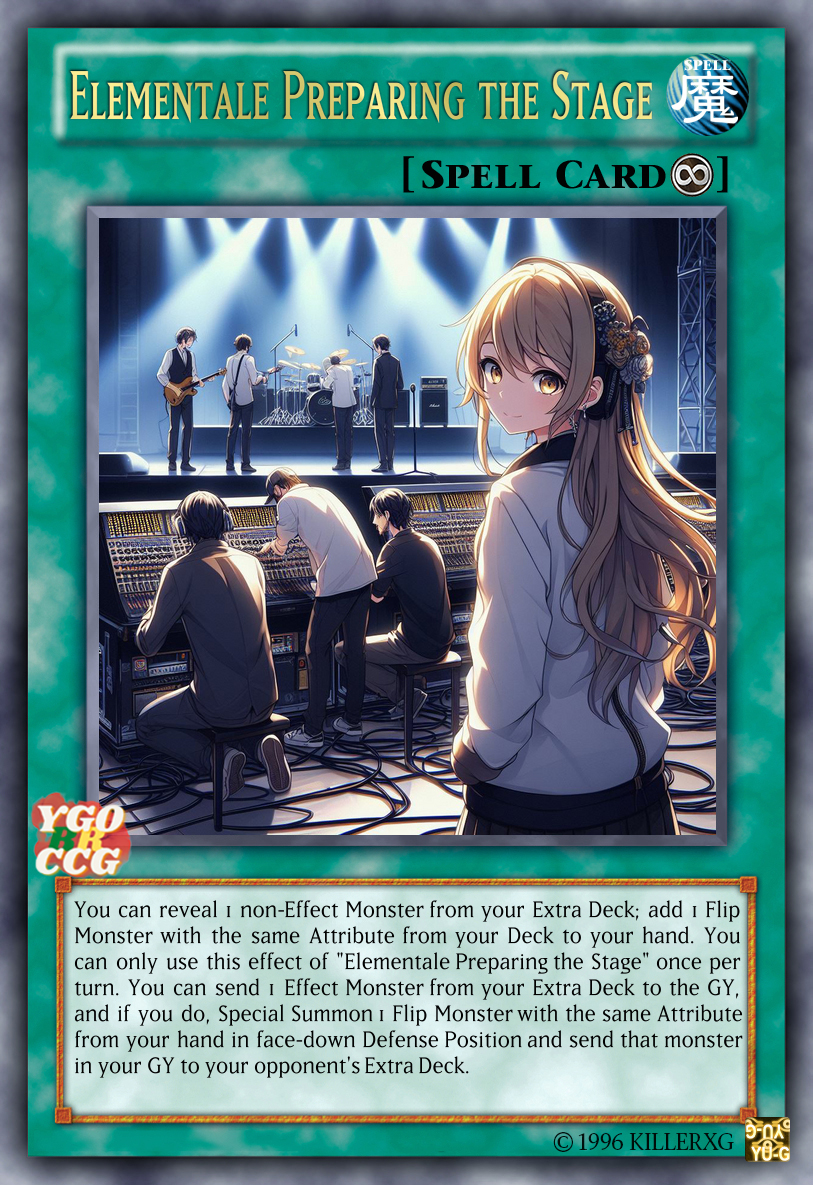 Elementale Preparing the Stage
SPELL
魔
[Spell Card∞]
YGO
BR
CCG
You can reveal 1 non-Effect Monster from your Extra Deck; add 1 Flip
Monster with the same Attribute from your Deck to your hand. You
can only use this effect of "Elementale Preparing the Stage" once per
turn. You can send 1 Effect Monster from your Extra Deck to the GY,
and if you do, Special Summon 1 Flip Monster with the same Attribute
from your hand in face-down Defense Position and send that monster
in your GY to your opponent's Extra Deck.
© 1996 KILLERXG